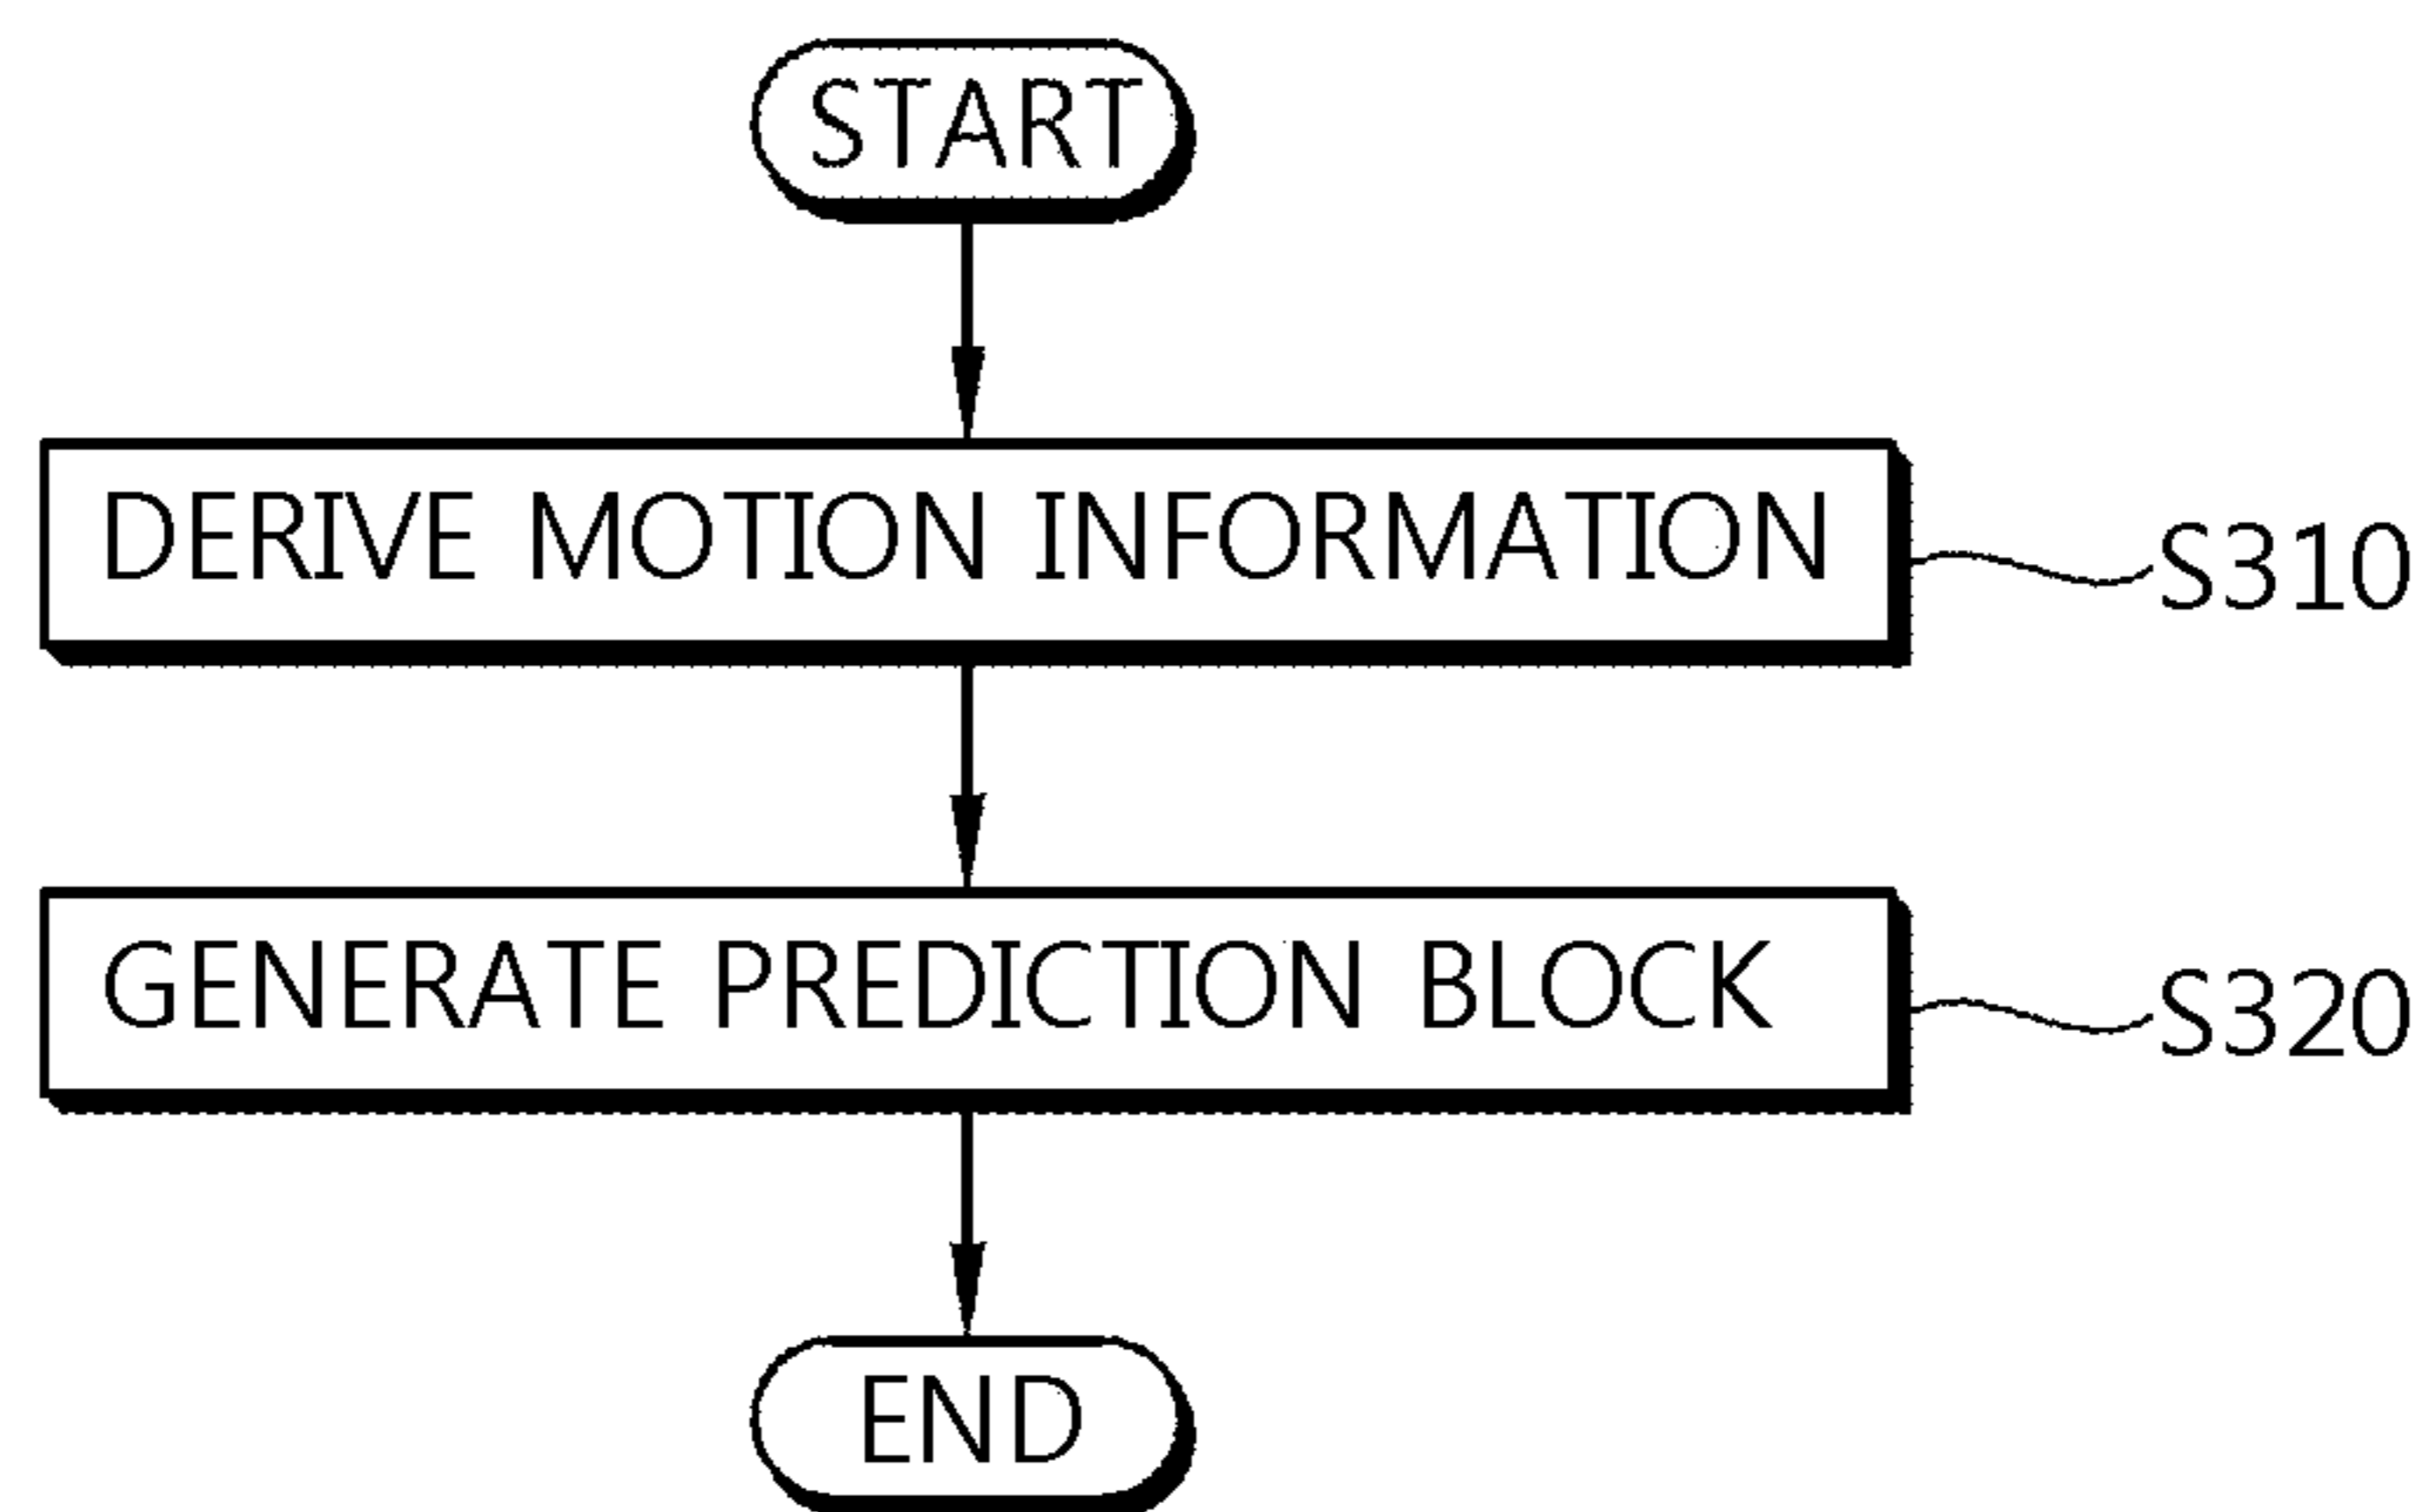 START
DERIVE MOTION INFORMATION
S310
GENERATE PREDICTION BLOCK
S320
END